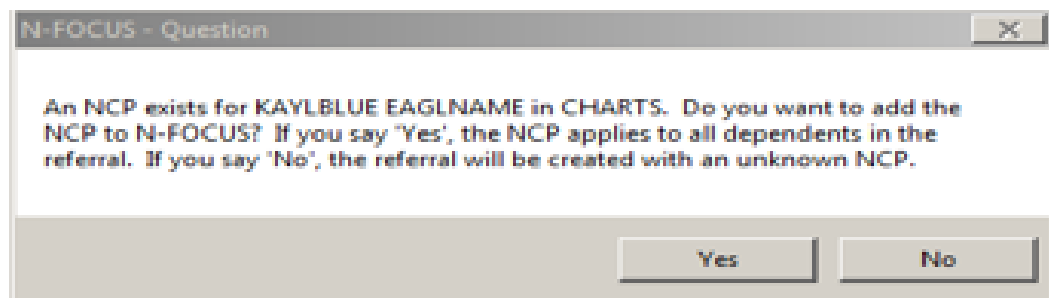 N-FOCUS - Question
An NCP exists for KAYLBLUE EAGLNAME in CHARTS.  Do you want to add the
NCP to N-FOCUS?  If you say 'Yes', the NCP applies to all dependents in the
referral.  If you say 'No', the referral will be created with an unknown NCP.
Yes
No